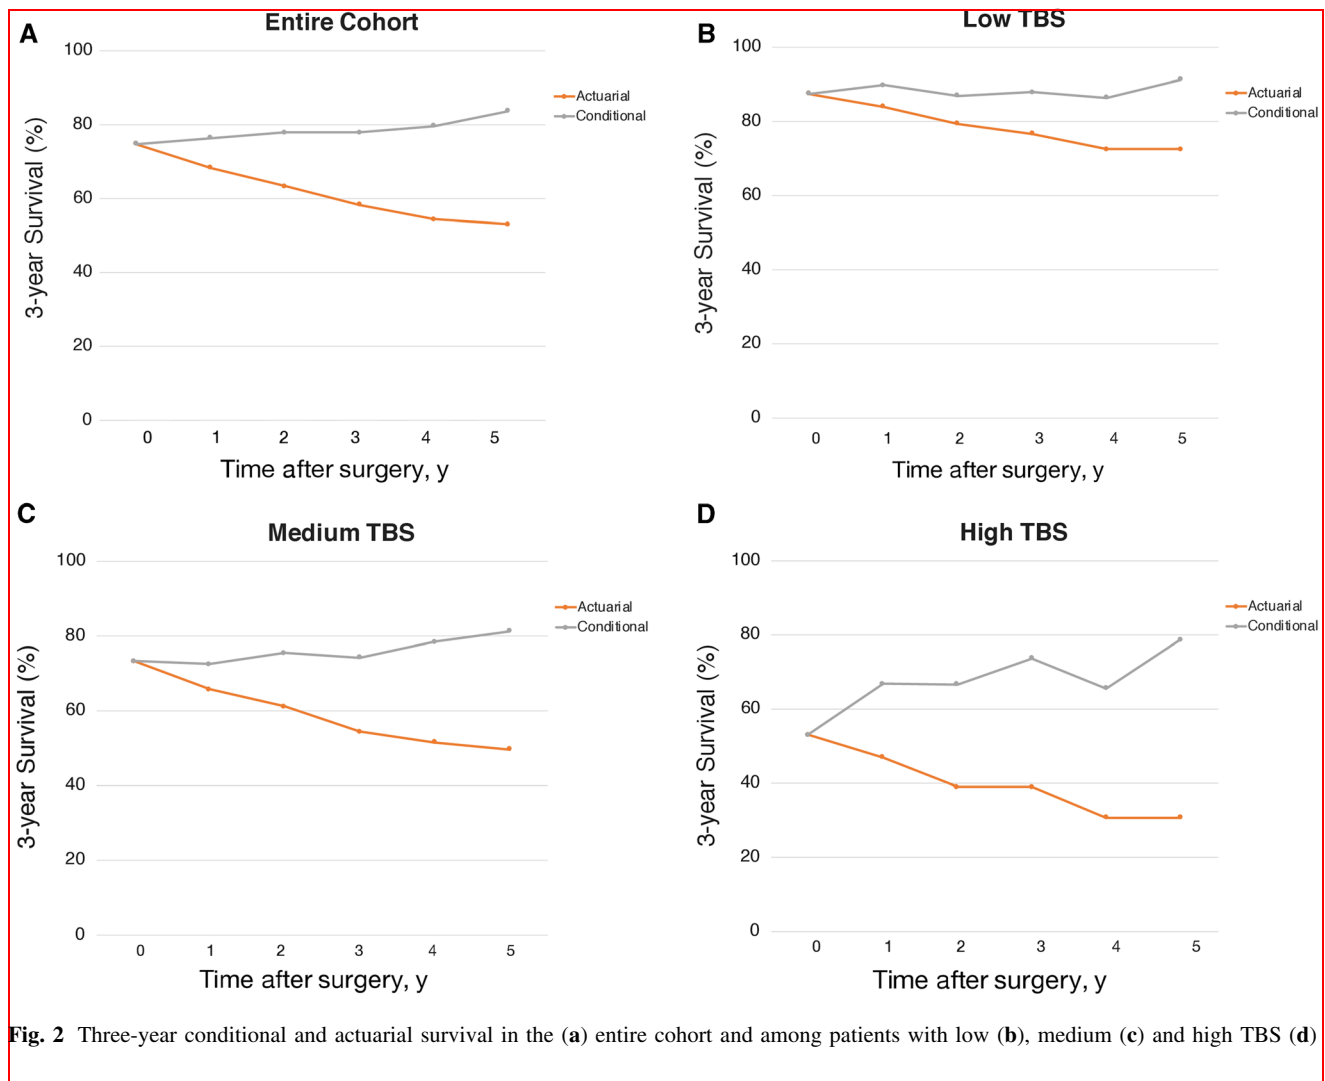 A
Entire Cohort
100
80
60
40
20
0
3-year Survival (%)
Actuarial
Conditional
0 1 2 3 4 5
Time after surgery, y
B
Low TBS
100
80
60
40
20
0
3-year Survival (%)
Actuarial
Conditional
0 1 2 3 4 5
Time after surgery, y
C
Medium TBS
100
80
60
40
20
0
3-year Survival (%)
Actuarial
Conditional
0 1 2 3 4 5
Time after surgery, y
D
High TBS
100
80
60
40
20
0
3-year Survival (%)
Actuarial
Conditional
0 1 2 3 4 5
Time after surgery, y
Fig. 2 Three-year conditional and actuarial survival in the (a) entire cohort and among patients with low (b), medium (c) and high TBS (d)